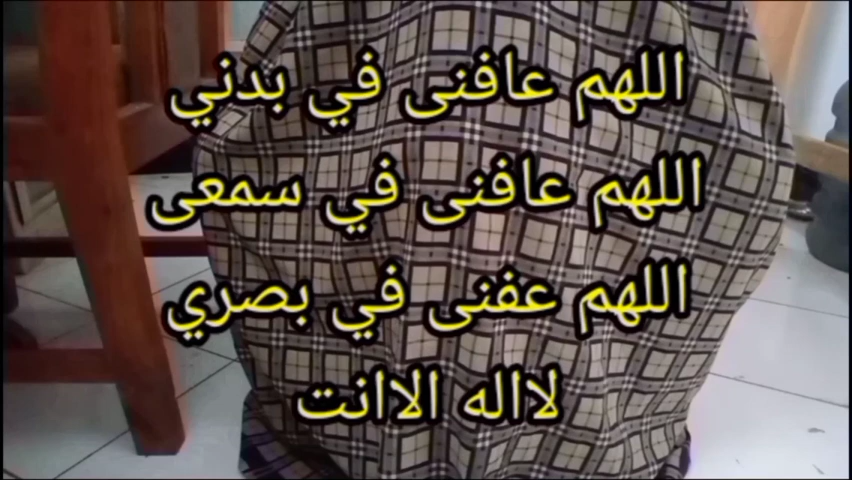 اللهم عافنى في بدني
اللهم عافنى في سمعى
اللهم عفنى في بصري
لااله الاانت